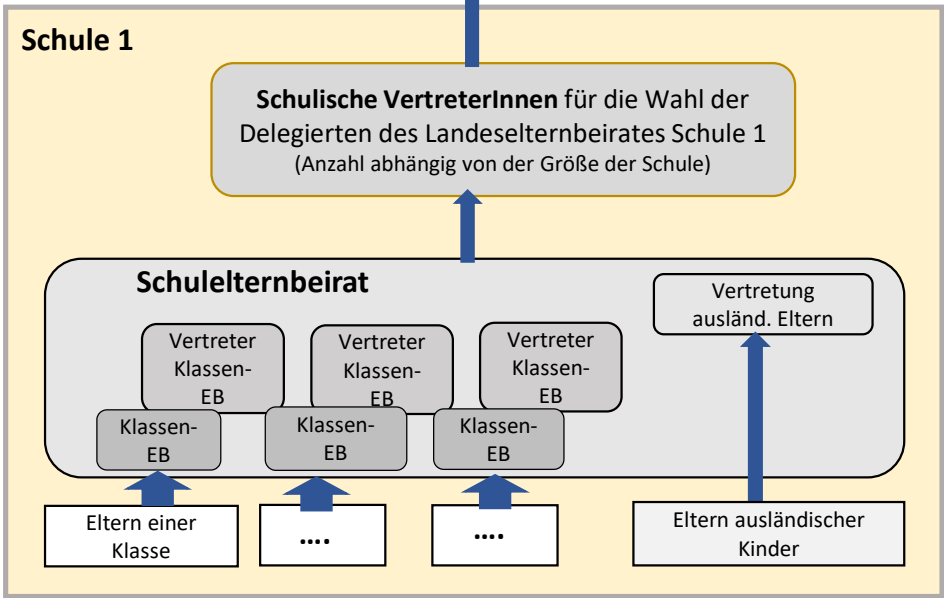 Schule 1
Schulische VertreterInnen für die Wahl der
Delegierten des Landeselternbeirates Schule 1
(Anzahl abhängig von der Größe der Schule)
Schulelternbeirat
Vertretung
ausländ. Eltern
Vertreter
Klassen-
EB
Vertreter
Klassen-
EB
Vertreter
Klassen-
EB
Klassen-
EB
Klassen-
EB
Klassen-
EB
Eltern einer
Klasse
....
....
Eltern ausländischer
Kinder